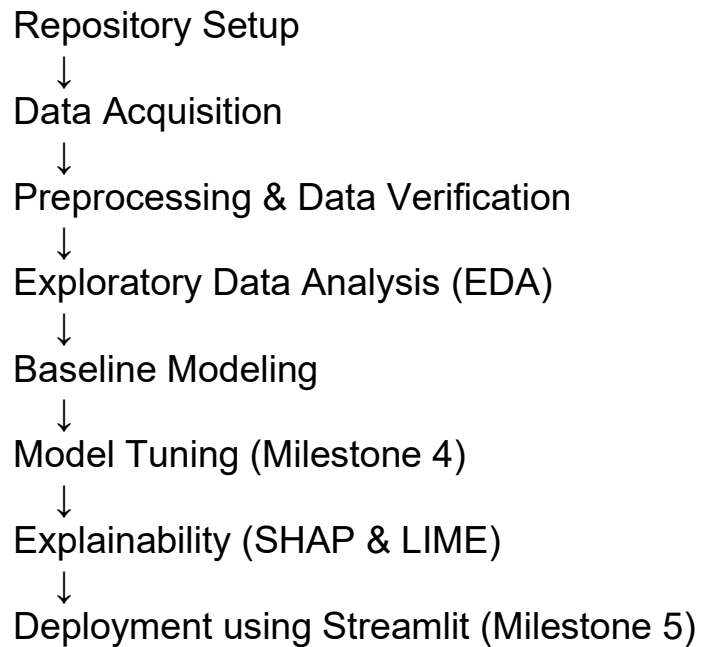 Repository Setup
↓
Data Acquisition
↓
Preprocessing & Data Verification
↓
Exploratory Data Analysis (EDA)
↓
Baseline Modeling
↓
Model Tuning (Milestone 4)
↓
Explainability (SHAP & LIME)
↓
Deployment using Streamlit (Milestone 5)